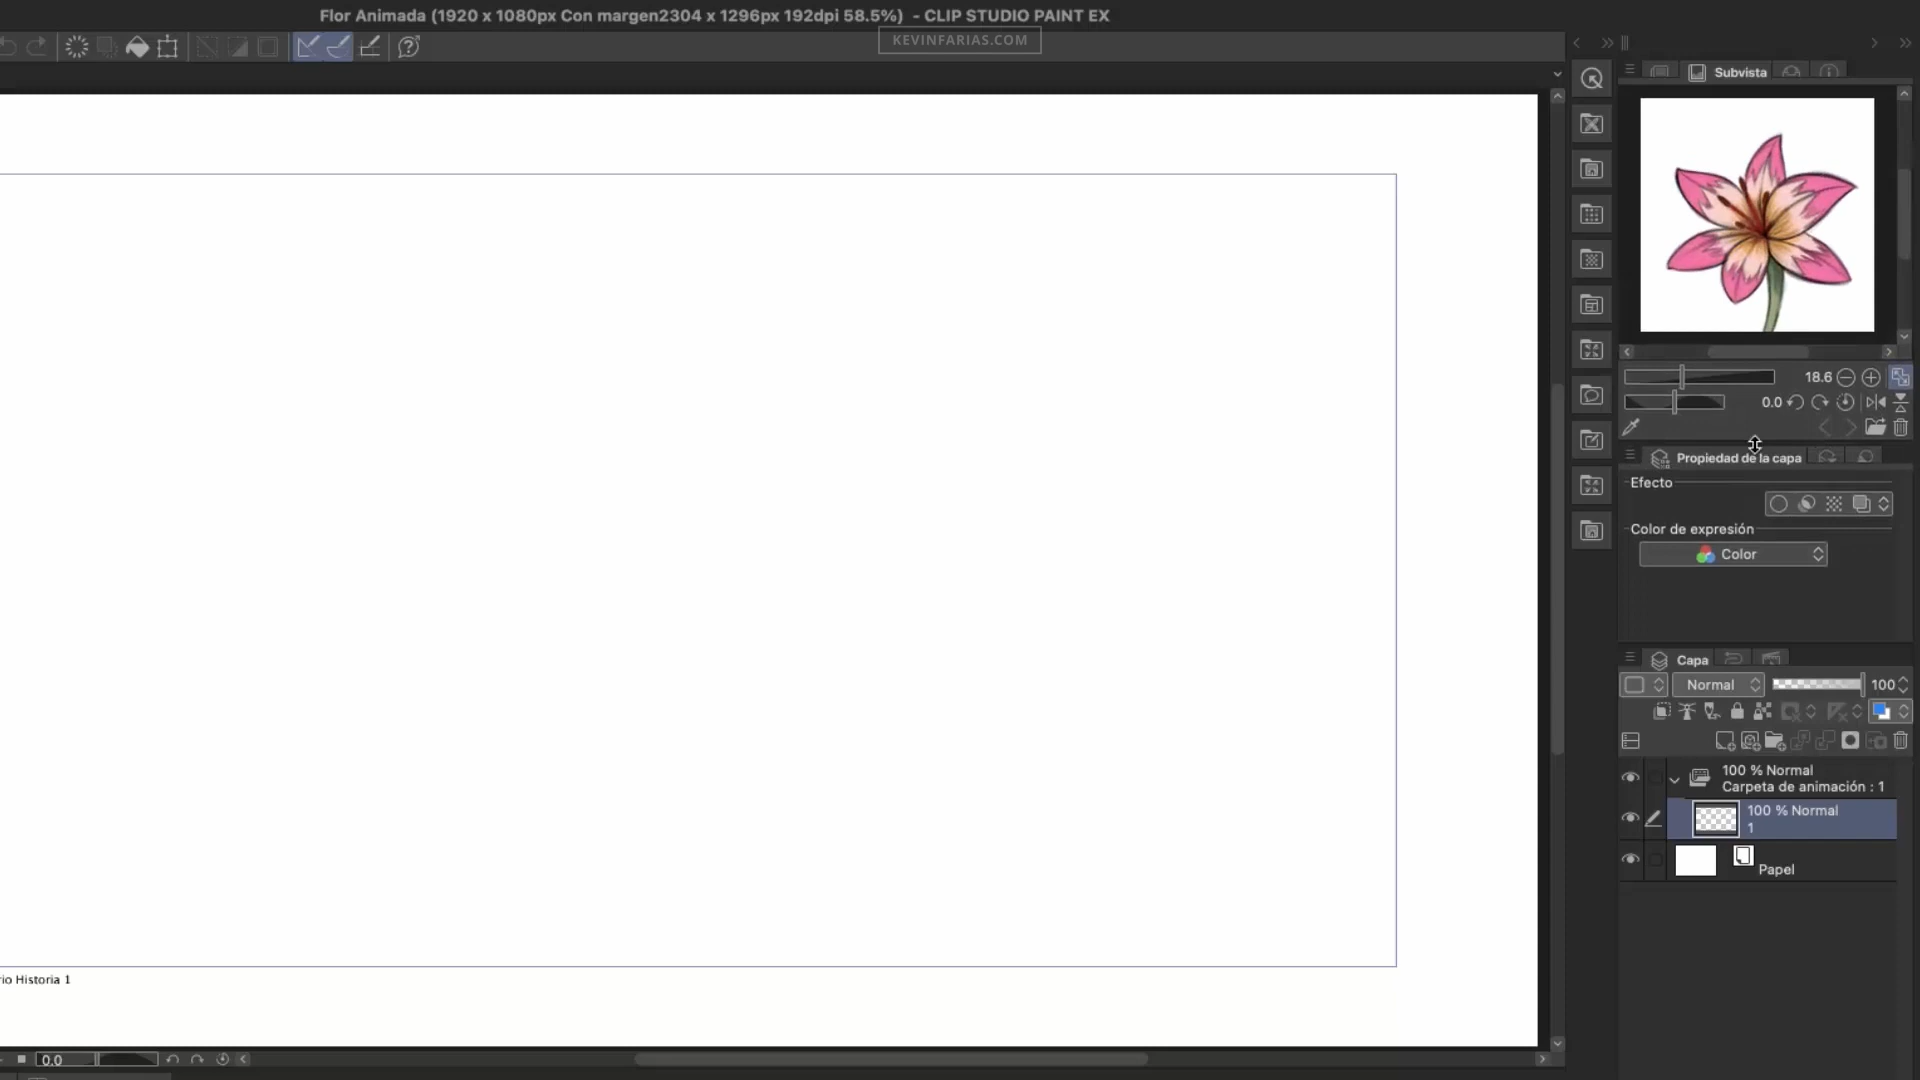 Flor Animada (1920 x 1080px Con margen2304 x 1296px 192dpi 58.5%) - CLIP STUDIO PAINT EX
KEVINFARIAS.COM
Subvista
18.6
0.0
Propiedad de la capa
Efecto
Color de expresión
Color
Capa
Normal
100
100 % Normal
Carpeta de animación : 1
100 % Normal
1
Papel
rio Historia 1
0.0